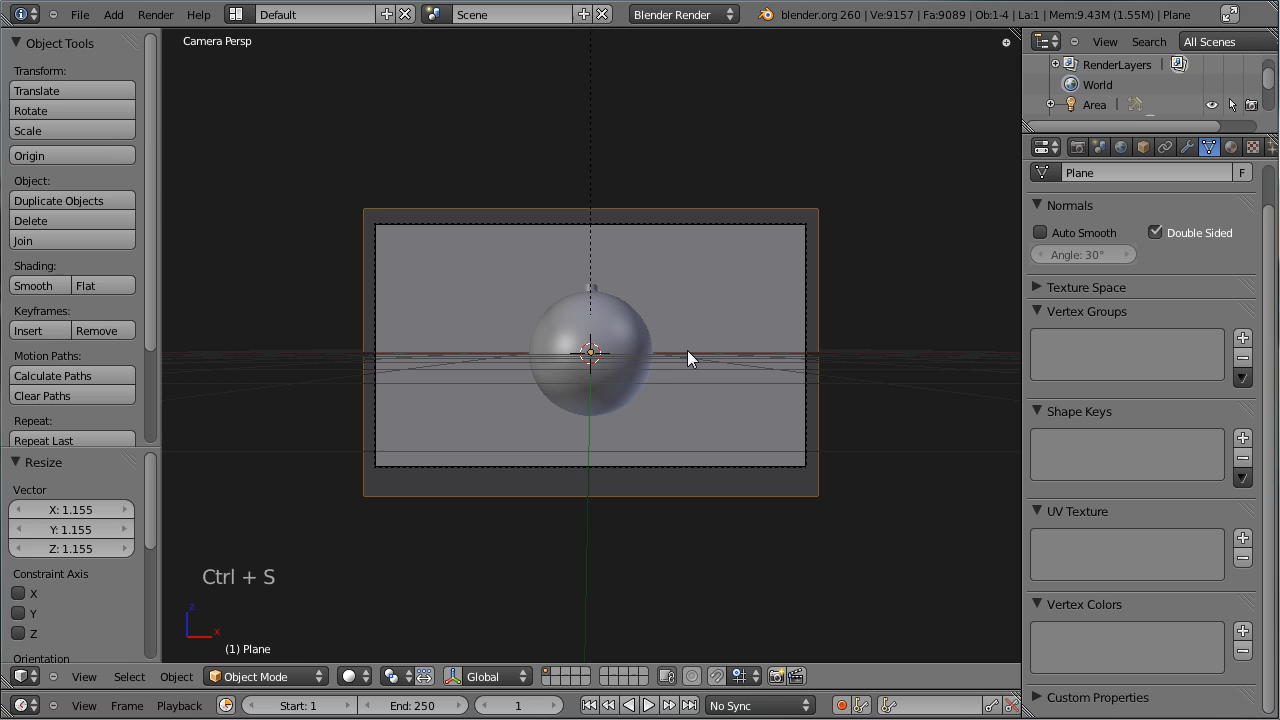 File Add Render Help Default Scene Blender Render blender.org 260 | Ve:9157 | Fa:9089 | Ob:1-4 | La:1 | Mem:9.43M (1.55M) | Plane
Object Tools
Transform:
Translate
Rotate
Scale
Origin
Object:
Duplicate Objects
Delete
Join
Shading:
Smooth Flat
Keyframes:
Insert Remove
Motion Paths:
Calculate Paths
Clear Paths
Repeat:
Repeat Last
Resize
Vector
X: 1.155
Y: 1.155
Z: 1.155
Constraint Axis
X
Y
Z
Orientation
Camera Persp
Ctrl + S
z
x
(1) Plane
View Search All Scenes
RenderLayers |
World
Area |
Plane F
Normals
Auto Smooth Double Sided
Angle: 30°
Texture Space
Vertex Groups
Shape Keys
UV Texture
Vertex Colors
Custom Properties
View Select Object Object Mode Global
View Frame Playback Start: End: 250 1 No Sync